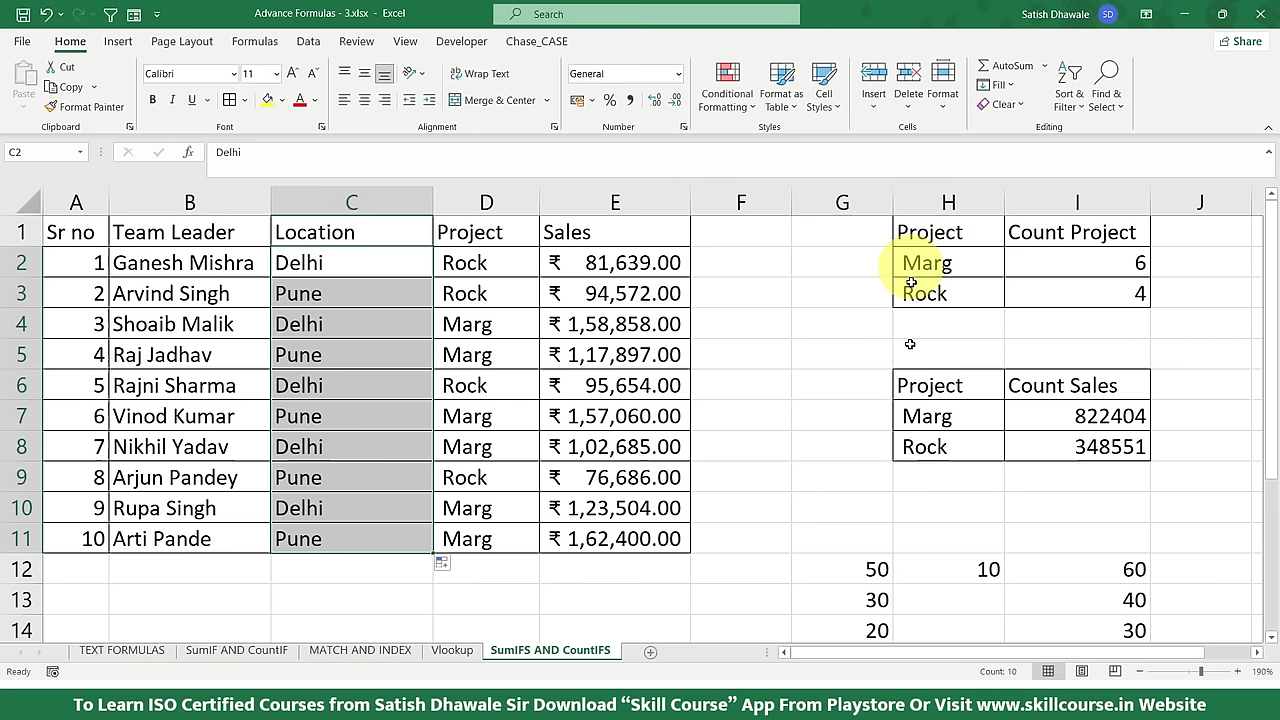 Advance Formulas - 3.xlsx - Excel
Search
Satish Dhawale SD
File Home Insert Page Layout Formulas Data Review View Developer Chase_CASE Share
Paste Cut Copy Format Painter Clipboard
Calibri 11 B I U A Font
Wrap Text Merge & Center Alignment
General % Number
Conditional Formatting Format as Table Cell Styles Styles
Insert Delete Format Cells
AutoSum Fill Clear Sort & Filter Find & Select Editing
C2 fx Delhi
A B C D E F G H I J
1 Sr no Team Leader Location Project Sales Project Count Project
2 1 Ganesh Mishra Delhi Rock ₹ 81,639.00 Marg 6
3 2 Arvind Singh Pune Rock ₹ 94,572.00 Rock 4
4 3 Shoaib Malik Delhi Marg ₹ 1,58,858.00
5 4 Raj Jadhav Pune Marg ₹ 1,17,897.00
6 5 Rajni Sharma Delhi Rock ₹ 95,654.00 Project Count Sales
7 6 Vinod Kumar Pune Marg ₹ 1,57,060.00 Marg 822404
8 7 Nikhil Yadav Delhi Marg ₹ 1,02,685.00 Rock 348551
9 8 Arjun Pandey Pune Rock ₹ 76,686.00
10 9 Rupa Singh Delhi Marg ₹ 1,23,504.00
11 10 Arti Pande Pune Marg ₹ 1,62,400.00
12 50 10 60
13 30 40
14 20 30
TEXT FORMULAS SumIF AND CountIF MATCH AND INDEX Vlookup SumIFS AND CountIFS
Ready Count: 10 190%
To Learn ISO Certified Courses from Satish Dhawale Sir Download “Skill Course” App From Playstore Or Visit www.skillcourse.in Website